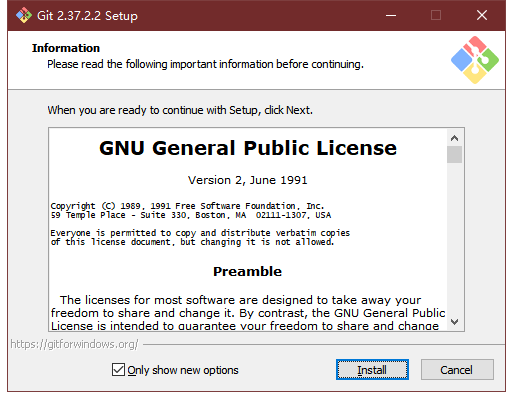 Git 2.37.2.2 Setup
Information
Please read the following important information before continuing.
When you are ready to continue with Setup, click Next.
GNU General Public License
Version 2, June 1991
Copyright (C) 1989, 1991 Free Software Foundation, Inc.
59 Temple Place - Suite 330, Boston, MA  02111-1307, USA
Everyone is permitted to copy and distribute verbatim copies
of this license document, but changing it is not allowed.
Preamble
The licenses for most software are designed to take away your
freedom to share and change it. By contrast, the GNU General Public
License is intended to guarantee your freedom to share and change
https://gitforwindows.org/
Only show new options
Install
Cancel